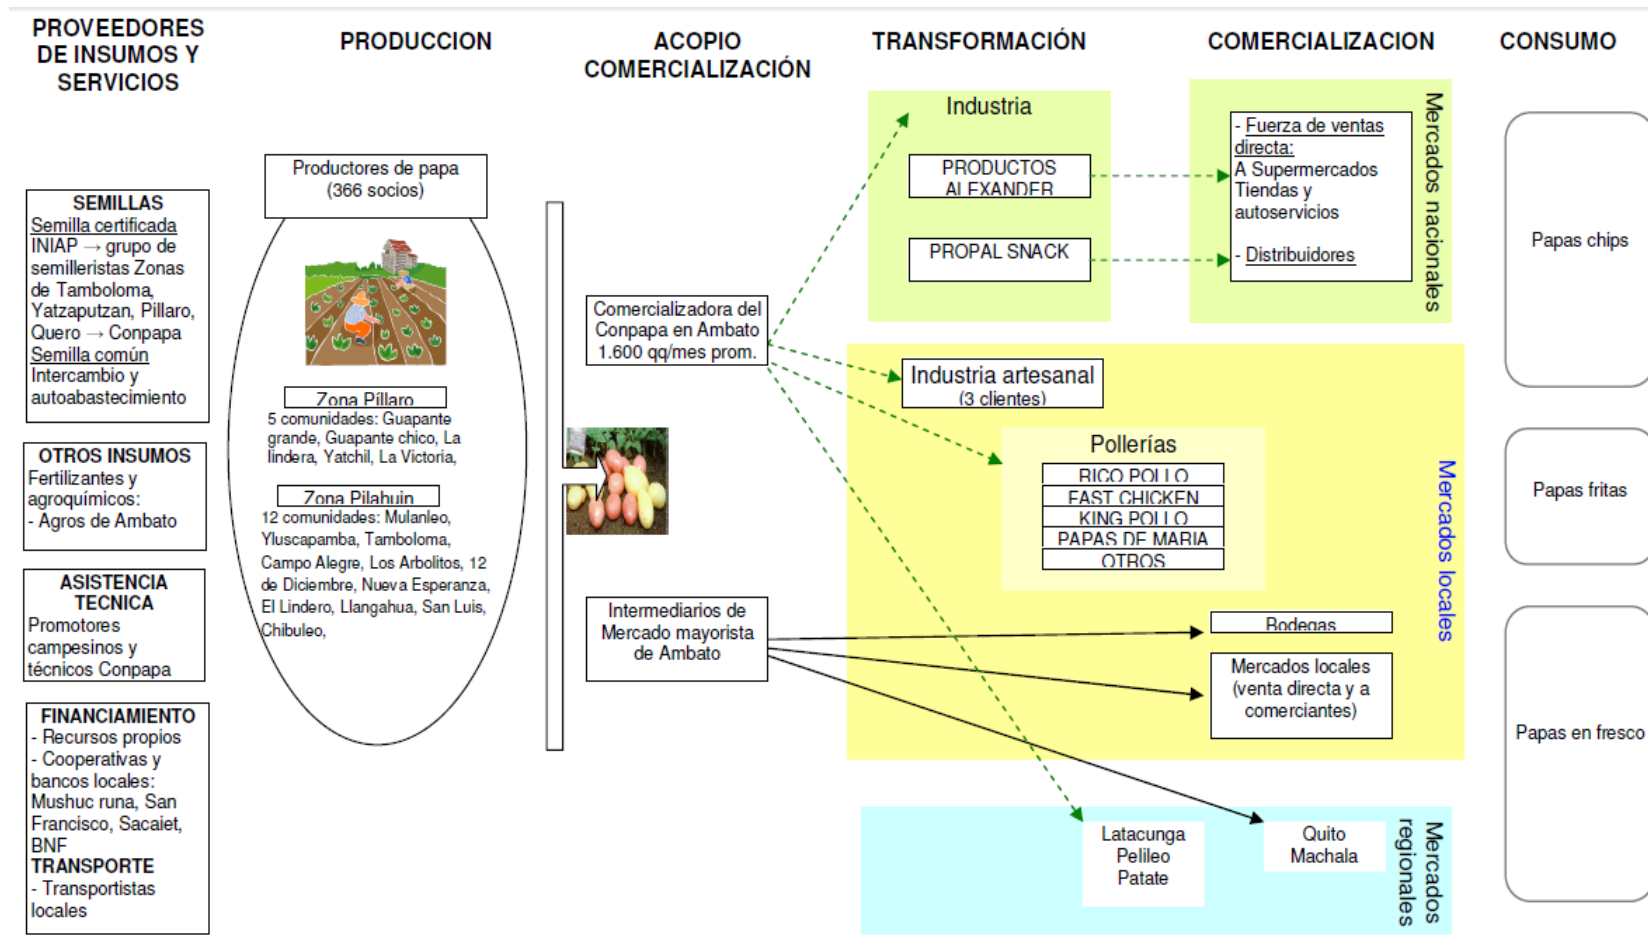 PROVEEDORES
DE INSUMOS Y
SERVICIOS
PRODUCCION
ACOPIO
COMERCIALIZACIÓN
TRANSFORMACIÓN
COMERCIALIZACION
CONSUMO
SEMILLAS
Semilla certificada
INIAP → grupo de
semilleristas Zonas
de Tamboloma,
Yatzaputzan, Pillaro,
Quero → Conpapa
Semilla común
Intercambio y
autoabastecimiento
OTROS INSUMOS
Fertilizantes y
agroquímicos:
- Agros de Ambato
ASISTENCIA
TECNICA
Promotores
campesinos y
técnicos Conpapa
FINANCIAMIENTO
- Recursos propios
- Cooperativas y
bancos locales:
Mushuc runa, San
Francisco, Sacaiet,
BNF
TRANSPORTE
- Transportistas
locales
Productores de papa
(366 socios)
Zona Píllaro
5 comunidades: Guapante
grande, Guapante chico, La
lindera, Yatchil, La Victoria,
Zona Pilahuin
12 comunidades: Mulanleo,
Yluscapamba, Tamboloma,
Campo Alegre, Los Arbolitos, 12
de Diciembre, Nueva Esperanza,
El Lindero, Llangahua, San Luis,
Chibuleo,
Comercializadora del
Conpapa en Ambato
1.600 qq/mes prom.
Intermediarios de
Mercado mayorista
de Ambato
Industria
PRODUCTOS
ALEXANDER
PROPAL SNACK
- Fuerza de ventas
directa:
A Supermercados
Tiendas y
autoservicios
- Distribuidores
Mercados nacionales
Industria artesanal
(3 clientes)
Pollerías
RICO POLLO
FAST CHICKEN
KING POLLO
PAPAS DE MARIA
OTROS
Bodegas
Mercados locales
(venta directa y a
comerciantes)
Mercados locales
Latacunga
Pelileo
Patate
Quito
Machala
Mercados
regionales
Papas chips
Papas fritas
Papas en fresco